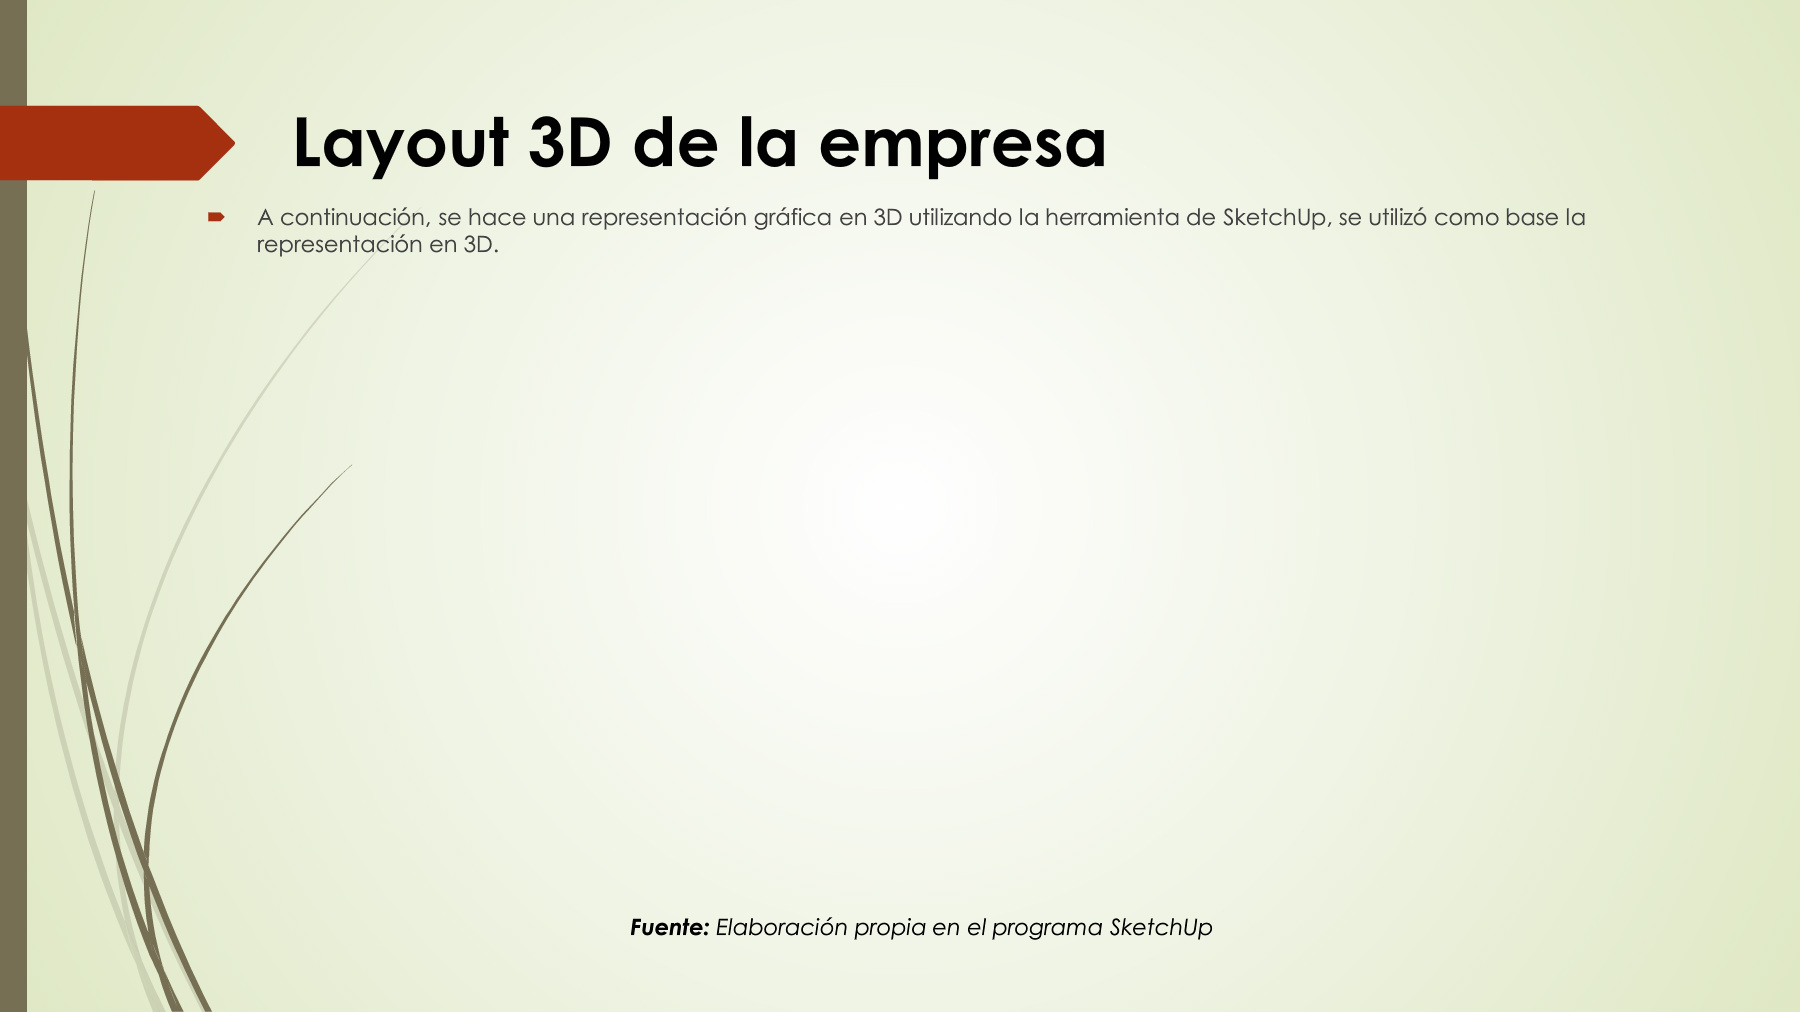 Layout 3D de la empresa
A continuación, se hace una representación gráfica en 3D utilizando la herramienta de SketchUp, se utilizó como base la
representación en 3D.
Fuente: Elaboración propia en el programa SketchUp